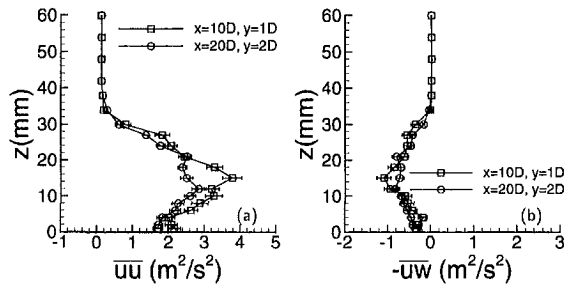 60
50
40
30
20
10
0
z(mm)
x=10D, y=1D
x=20D, y=2D
(a)
-1 0 1 2 3 4 5
uu (m²/s²)
60
50
40
30
20
10
0
z(mm)
x=10D, y=1D
x=20D, y=2D
(b)
-2 -1 0 1 2 3
-uw (m²/s²)